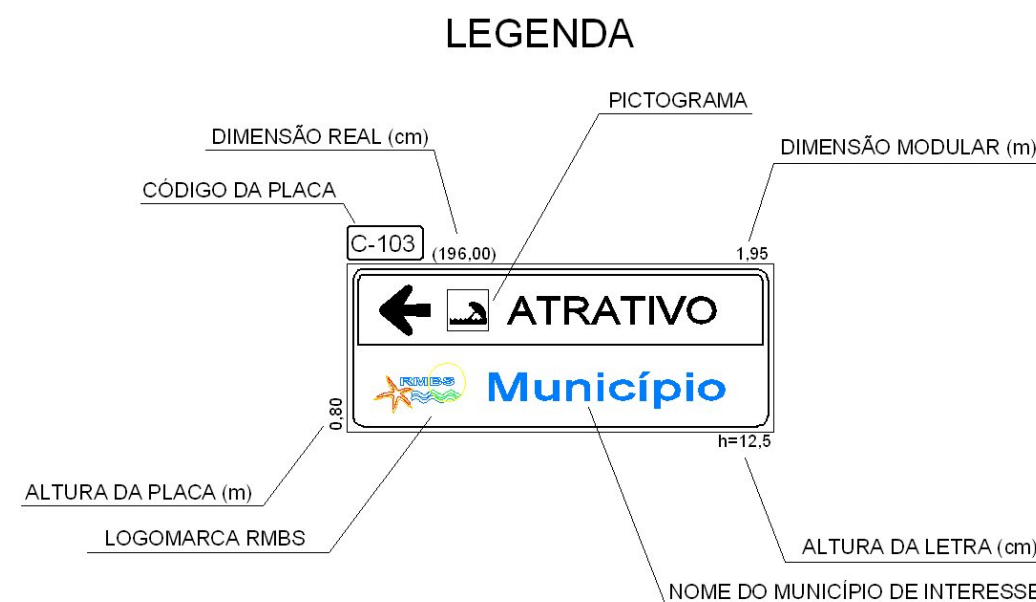 LEGENDA
PICTOGRAMA
DIMENSÃO REAL (cm)
DIMENSÃO MODULAR (m)
CÓDIGO DA PLACA
C-103
(196,00)
1,95
ATRATIVO
RMBS
Município
0,80
h=12,5
ALTURA DA PLACA (m)
LOGOMARCA RMBS
ALTURA DA LETRA (cm)
NOME DO MUNICÍPIO DE INTERESSE